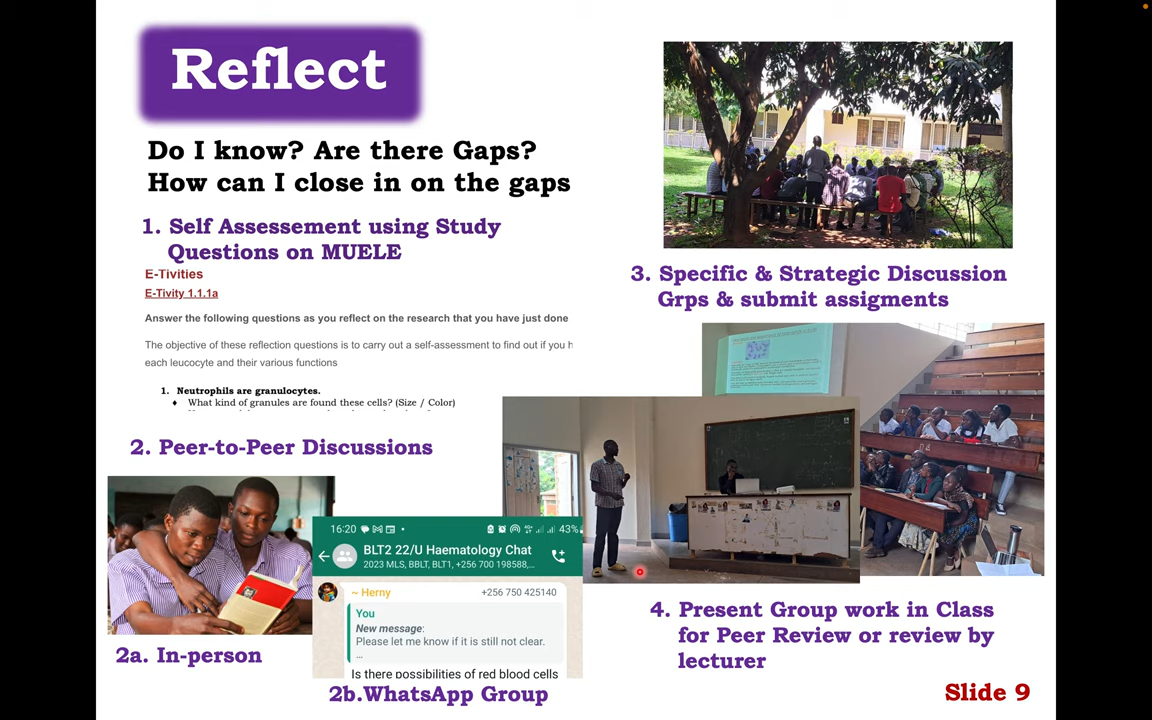 Reflect
Do I know? Are there Gaps?
How can I close in on the gaps
1. Self Assessement using Study
Questions on MUELE
E-Tivities
E-Tivity 1.1.1a
Answer the following questions as you reflect on the research that you have just done
The objective of these reflection questions is to carry out a self-assessment to find out if you h
each leucocyte and their various functions
1. Neutrophils are granulocytes.
♦ What kind of granules are found these cells? (Size / Color)
2. Peer-to-Peer Discussions
2a. In-person
16:20
43%
BLT2 22/U Haematology Chat
2023 MLS, BBLT, BLT1, +256 700 198588,...
~ Herny +256 750 425140
You
New message:
Please let me know if it is still not clear.
...
Is there possibilities of red blood cells
2b.WhatsApp Group
3. Specific & Strategic Discussion
Grps & submit assigments
4. Present Group work in Class
for Peer Review or review by
lecturer
Slide 9